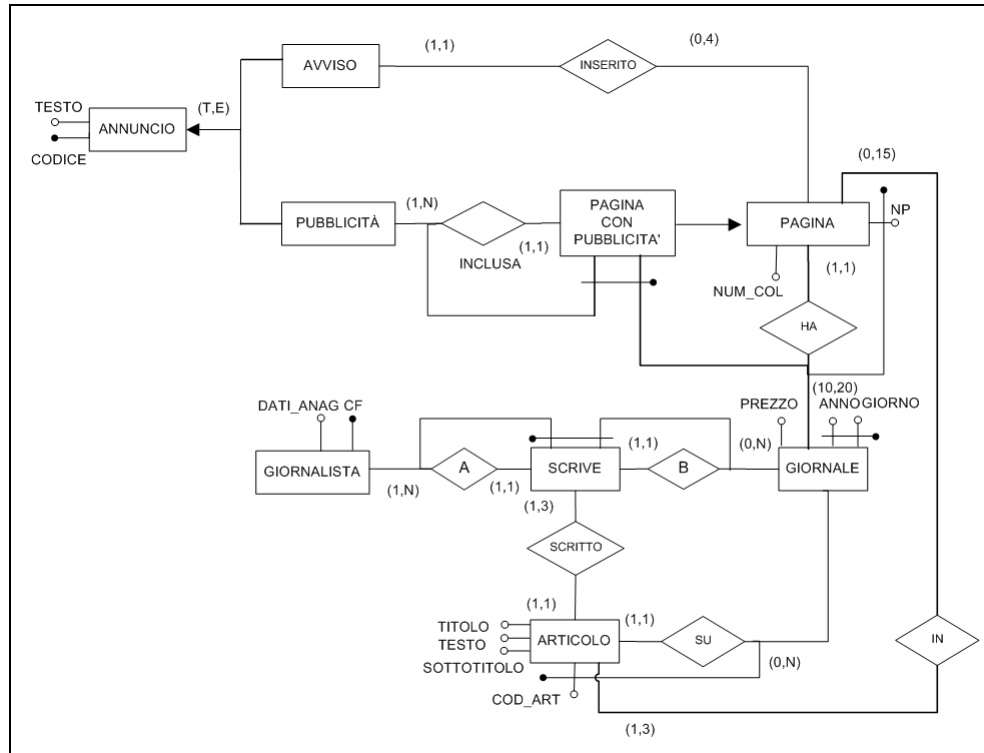 (1,1)
(0,4)
AVVISO
INSERITO
TESTO
(T,E)
ANNUNCIO
CODICE
(0,15)
(1,N)
PAGINA
CON
PUBBLICITA'
NP
PUBBLICITÀ
PAGINA
(1,1)
INCLUSA
(1,1)
NUM_COL
HA
(10,20)
DATI_ANAG CF
PREZZO
ANNO GIORNO
(1,1)
(0,N)
GIORNALISTA
A
SCRIVE
B
GIORNALE
(1,N)
(1,1)
(1,3)
SCRITTO
(1,1)
(1,1)
TITOLO
TESTO
ARTICOLO
SU
IN
SOTTOTITOLO
(0,N)
COD_ART
(1,3)